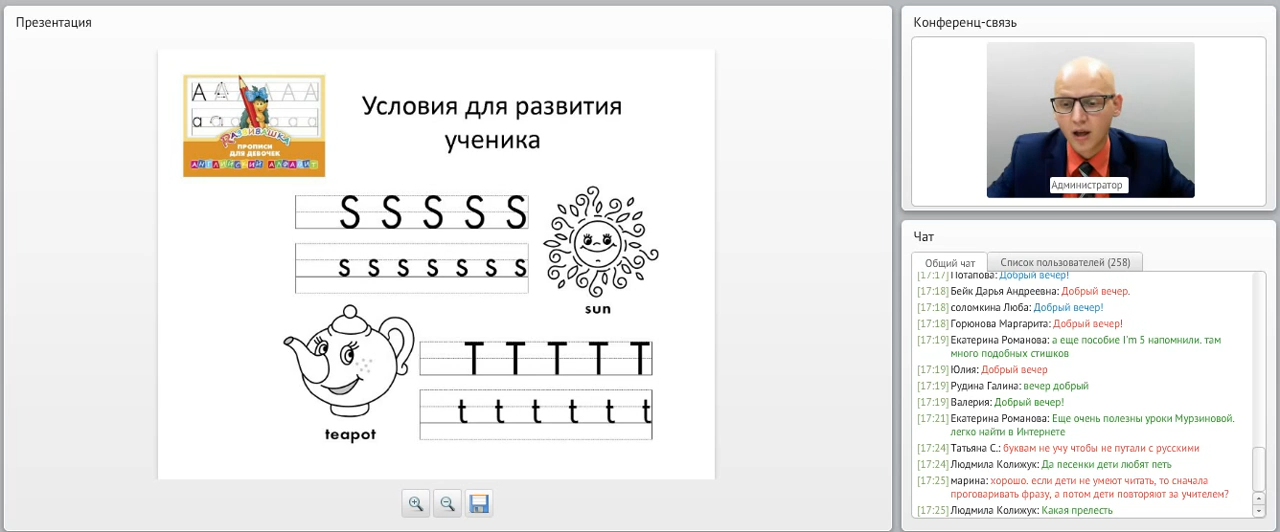 Презентация
A A A A A
a a a a
РАЗВИВАШКА
ПРОПИСИ
ДЛЯ ДЕВОЧЕК
АНГЛИЙСКИЙ АЛФАВИТ
Условия для развития
ученика
S S S S S
s s s s s s s
sun
T T T T T
t t t t t t
teapot
Конференц-связь
Администратор
Чат
Общий чат
Список пользователей (258)
[17:17] Потапова: Добрый вечер!
[17:18] Бейк Дарья Андреевна: Добрый вечер.
[17:18] соломкина Люба: Добрый вечер!
[17:18] Горюнова Маргарита: Добрый вечер!
[17:19] Екатерина Романова: а еще пособие I'm 5 напомнили. там
много подобных стишков
[17:19] Юлия: Добрый вечер
[17:19] Рудина Галина: вечер добрый
[17:19] Валерия: Добрый вечер!
[17:21] Екатерина Романова: Еще очень полезны уроки Мурзиновой.
легко найти в Интернете
[17:24] Татьяна С.: буквам не учу чтобы не путали с русскими
[17:24] Людмила Колижук: Да песенки дети любят петь
[17:25] марина: хорошо. если дети не умеют читать, то сначала
проговаривать фразу, а потом дети повторяют за учителем?
[17:25] Людмила Колижук: Какая прелесть